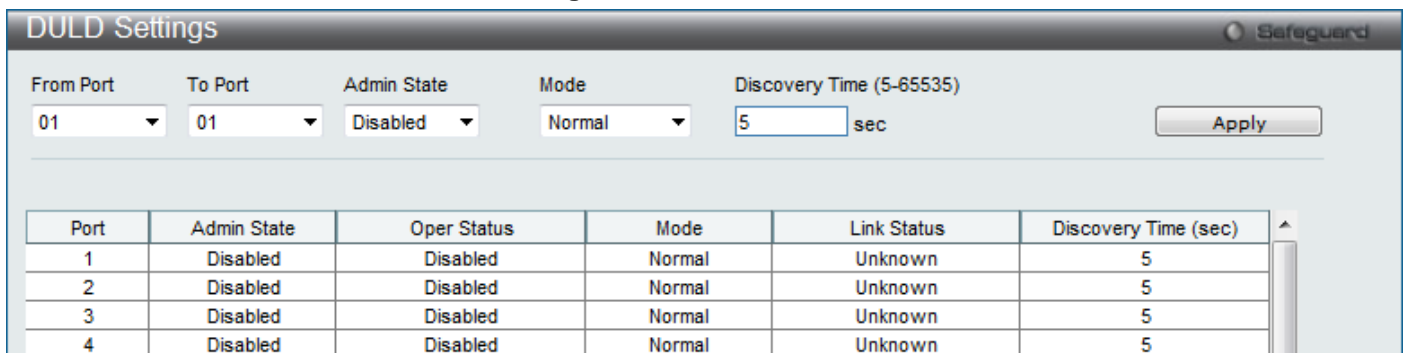 DULD Settings
Safeguard
From Port To Port Admin State Mode Discovery Time (5-65535)
01 01 Disabled Normal 5 sec Apply
Port Admin State Oper Status Mode Link Status Discovery Time (sec)
1 Disabled Disabled Normal Unknown 5
2 Disabled Disabled Normal Unknown 5
3 Disabled Disabled Normal Unknown 5
4 Disabled Disabled Normal Unknown 5